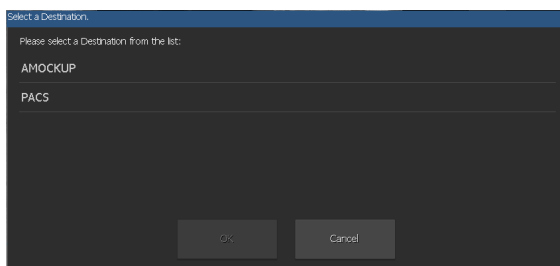 Select a Destination.
Please select a Destination from the list:
AMOCKUP
PACS
OK
Cancel